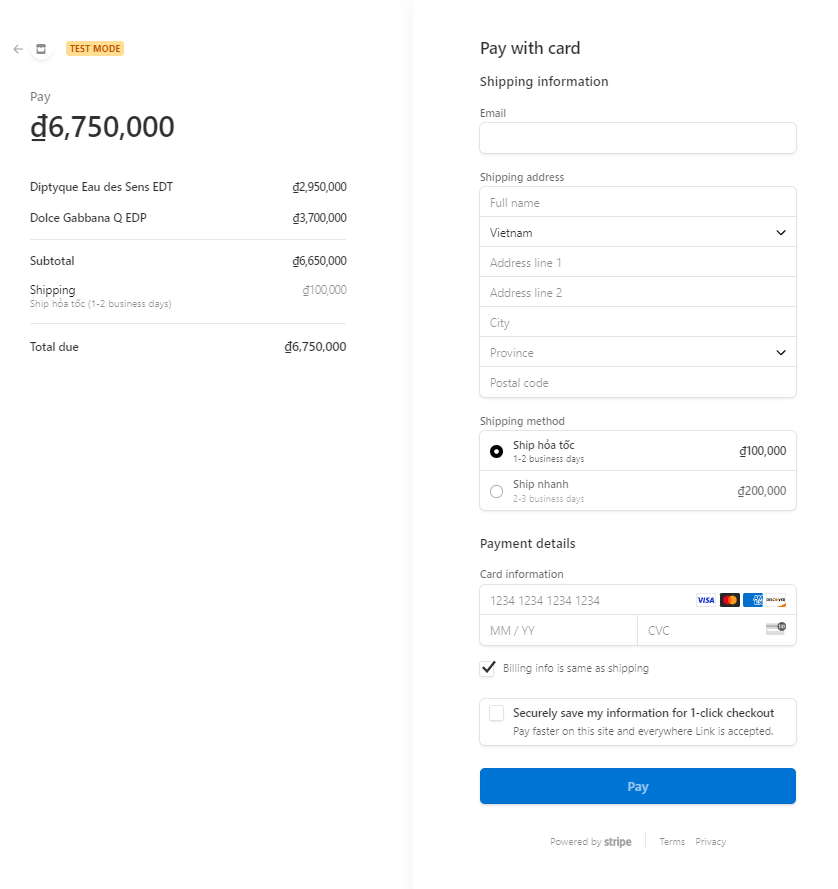 TEST MODE
Pay
₫6,750,000
Diptyque Eau des Sens EDT ₫2,950,000
Dolce Gabbana Q EDP ₫3,700,000
Subtotal ₫6,650,000
Shipping ₫100,000
Ship hỏa tốc (1-2 business days)
Total due ₫6,750,000
Pay with card
Shipping information
Email
Shipping address
Full name
Vietnam
Address line 1
Address line 2
City
Province
Postal code
Shipping method
Ship hỏa tốc ₫100,000
1-2 business days
Ship nhanh ₫200,000
2-3 business days
Payment details
Card information
1234 1234 1234 1234 VISA DISCOVER
MM / YY CVC
Billing info is same as shipping
Securely save my information for 1-click checkout
Pay faster on this site and everywhere Link is accepted.
Pay
Powered by stripe Terms Privacy